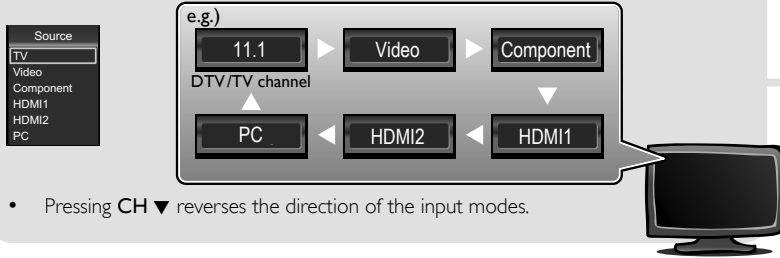 e.g.)
Source
TV
Video
Component
HDMI1
HDMI2
PC
11.1
Video
Component
DTV/TV channel
PC
HDMI2
HDMI1
• Pressing CH ▼ reverses the direction of the input modes.